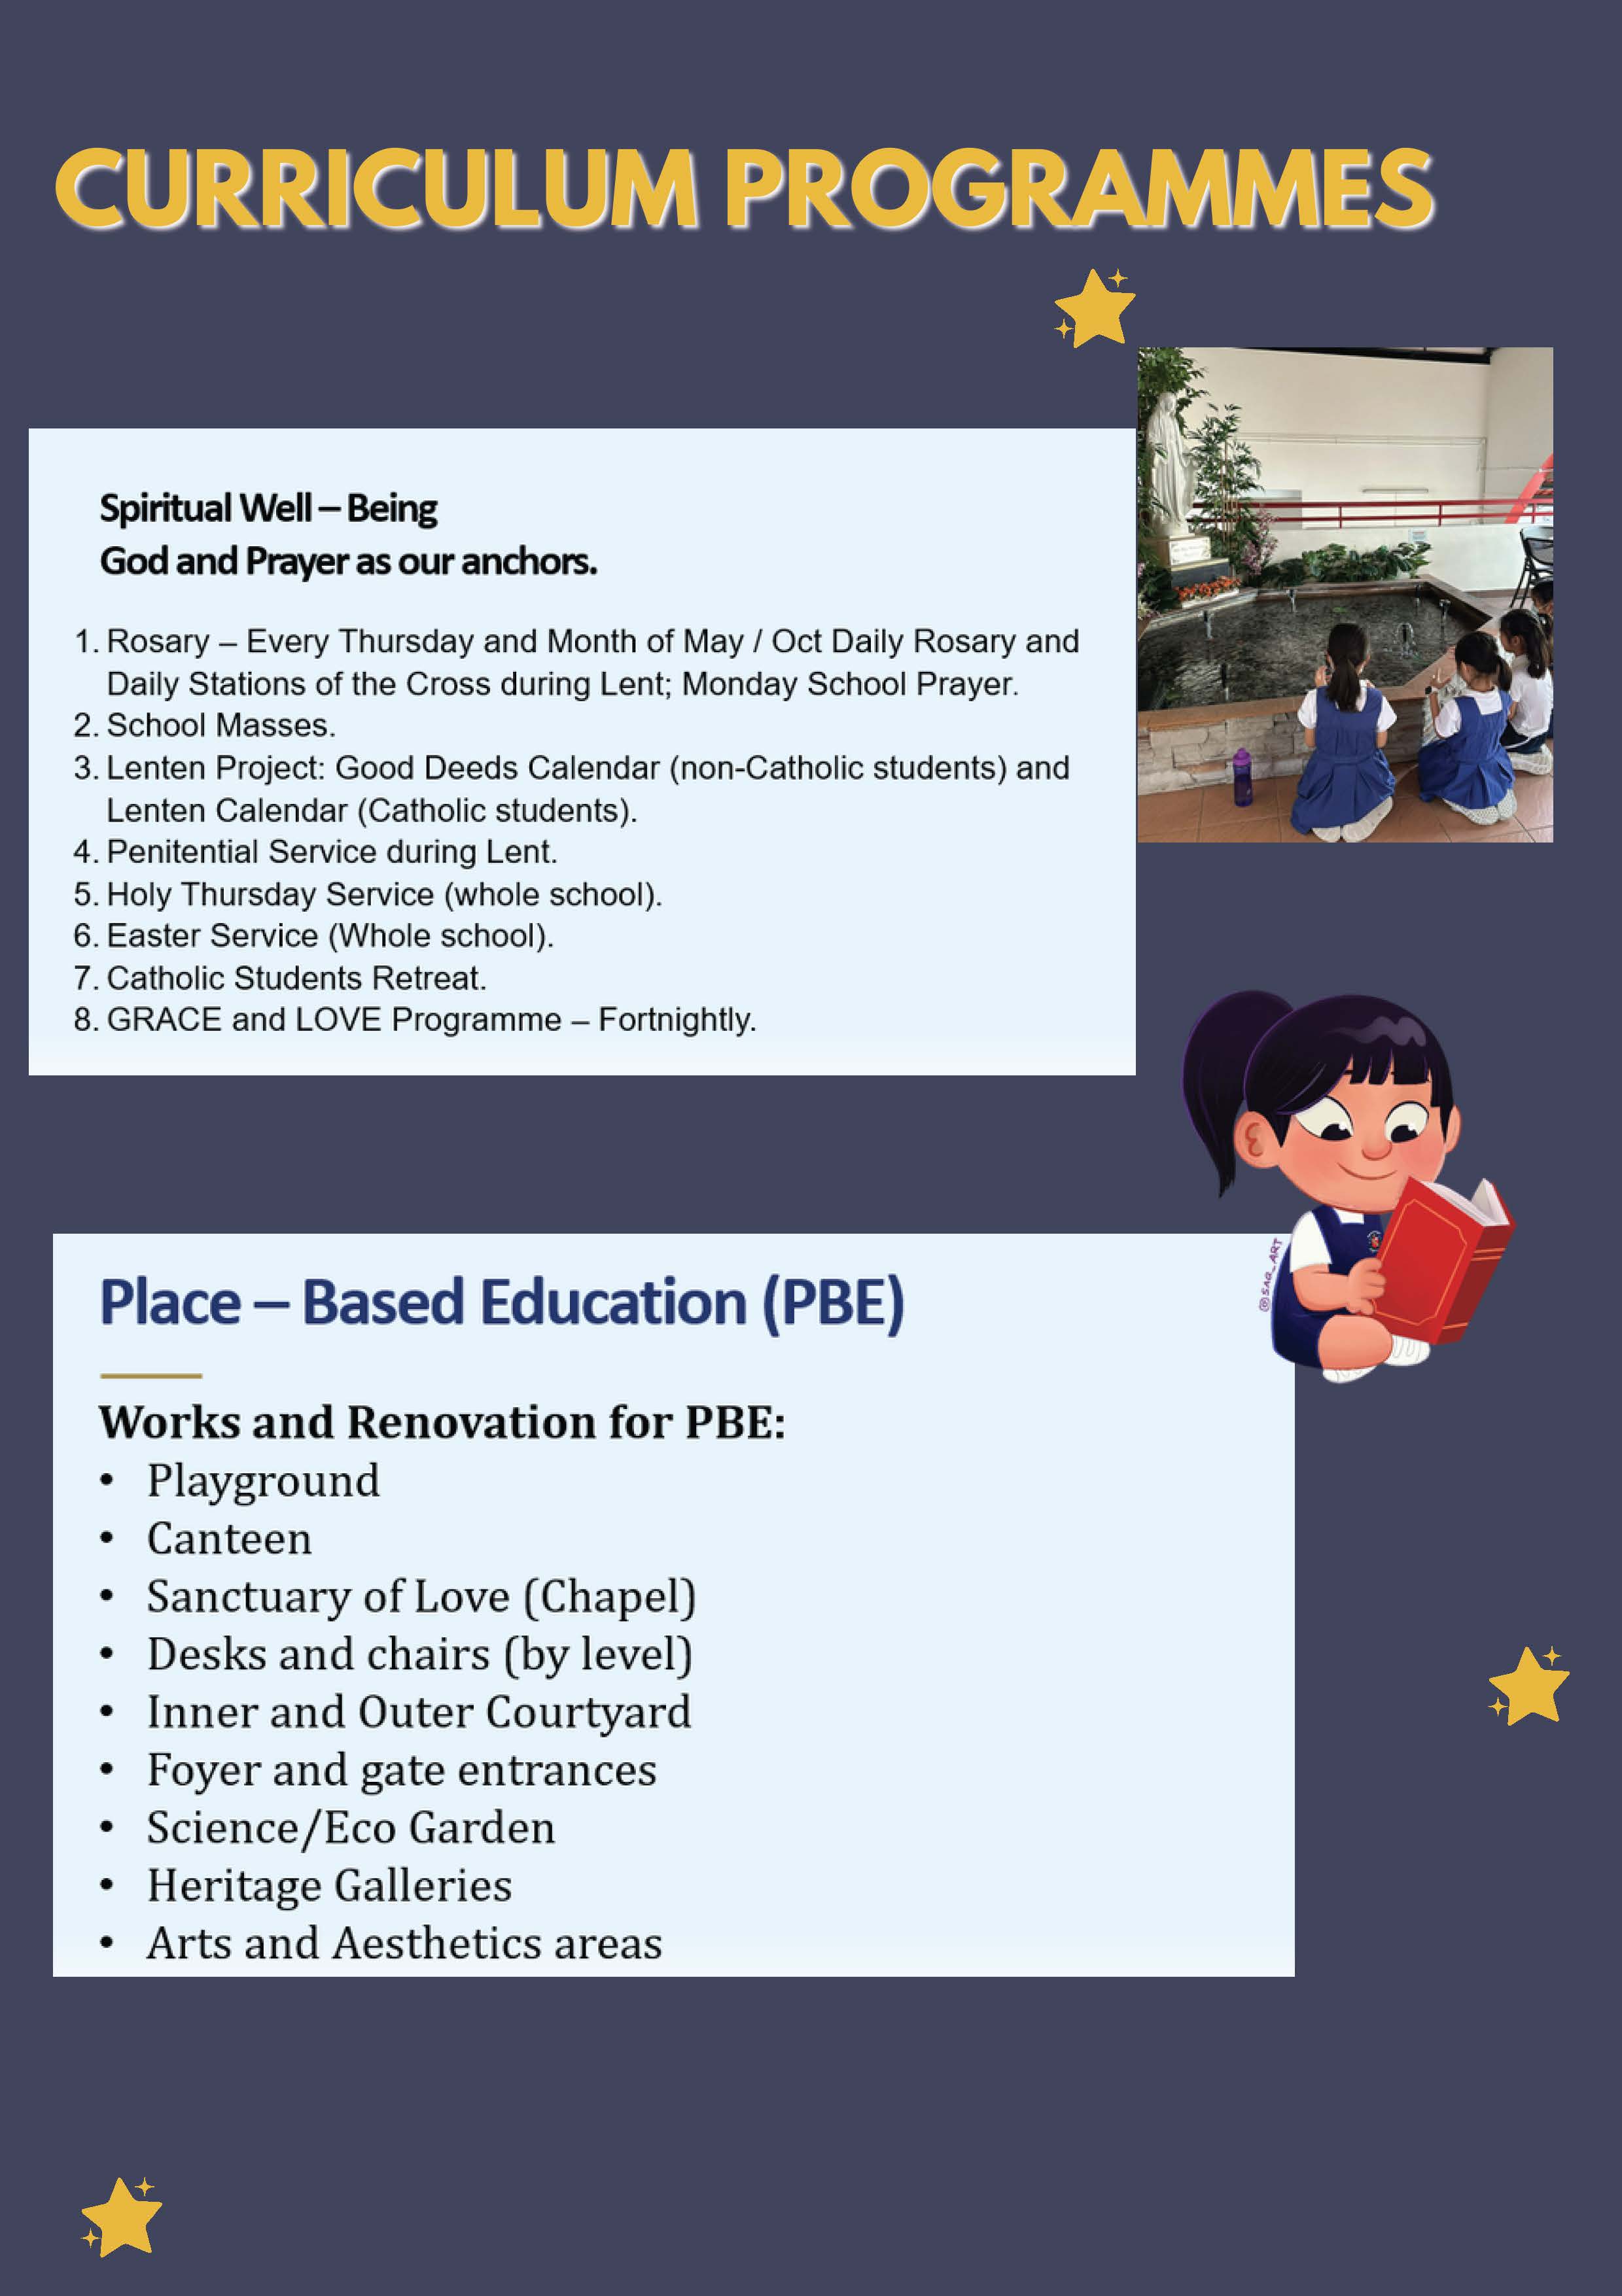 CURRICULUM PROGRAMMES
Spiritual Well – Being
God and Prayer as our anchors.
1. Rosary – Every Thursday and Month of May / Oct Daily Rosary and
Daily Stations of the Cross during Lent; Monday School Prayer.
2. School Masses.
3. Lenten Project: Good Deeds Calendar (non-Catholic students) and
Lenten Calendar (Catholic students).
4. Penitential Service during Lent.
5. Holy Thursday Service (whole school).
6. Easter Service (Whole school).
7. Catholic Students Retreat.
8. GRACE and LOVE Programme – Fortnightly.
@SAQ_ART
Place – Based Education (PBE)
Works and Renovation for PBE:
• Playground
• Canteen
• Sanctuary of Love (Chapel)
• Desks and chairs (by level)
• Inner and Outer Courtyard
• Foyer and gate entrances
• Science/Eco Garden
• Heritage Galleries
• Arts and Aesthetics areas